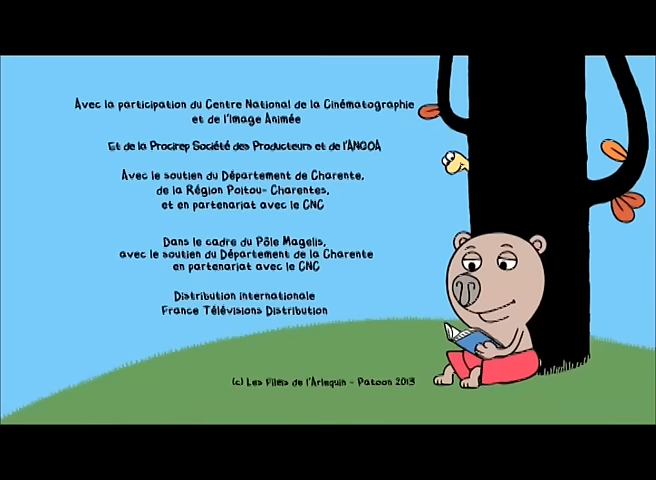 Avec la participation du Centre National de la Cinématographie
et de l'Image Animée
Et de la Procirep Société des Producteurs et de l'ANGOA
Avec le soutien du Département de Charente,
de la Région Poitou- Charentes,
et en partenariat avec le CNC
Dans le cadre du Pôle Magelis,
avec le soutien du Département de la Charente
en partenariat avec le CNC
Distribution internationale
France Télévisions Distribution
(c) Les Films de l'Arlequin - Patoon 2013